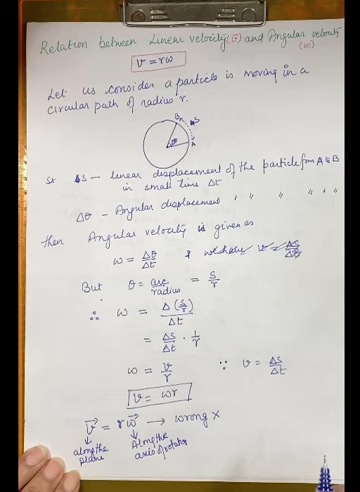 Relation between Linear velocity (v⃗) and Angular velocity (ω)
v = rω
Let us consider a particle is moving in a
circular path of radius r.
B
ΔS
Δθ
r
A
ΔS — linear displacement of the particle from A to B
in small time Δt
Δθ - Angular displacement " " " " " "
then Angular velocity is given as
ω = Δθ/Δt & where v = ΔS/Δt
But θ = arc/radius = S/r
∴ ω = Δ(S/r)/Δt
= ΔS/Δt · 1/r
ω = v/r ∵ v = ΔS/Δt
v = ωr
v⃗ = r ω⃗ → wrong ×
along the plane
Along the axis of rotation